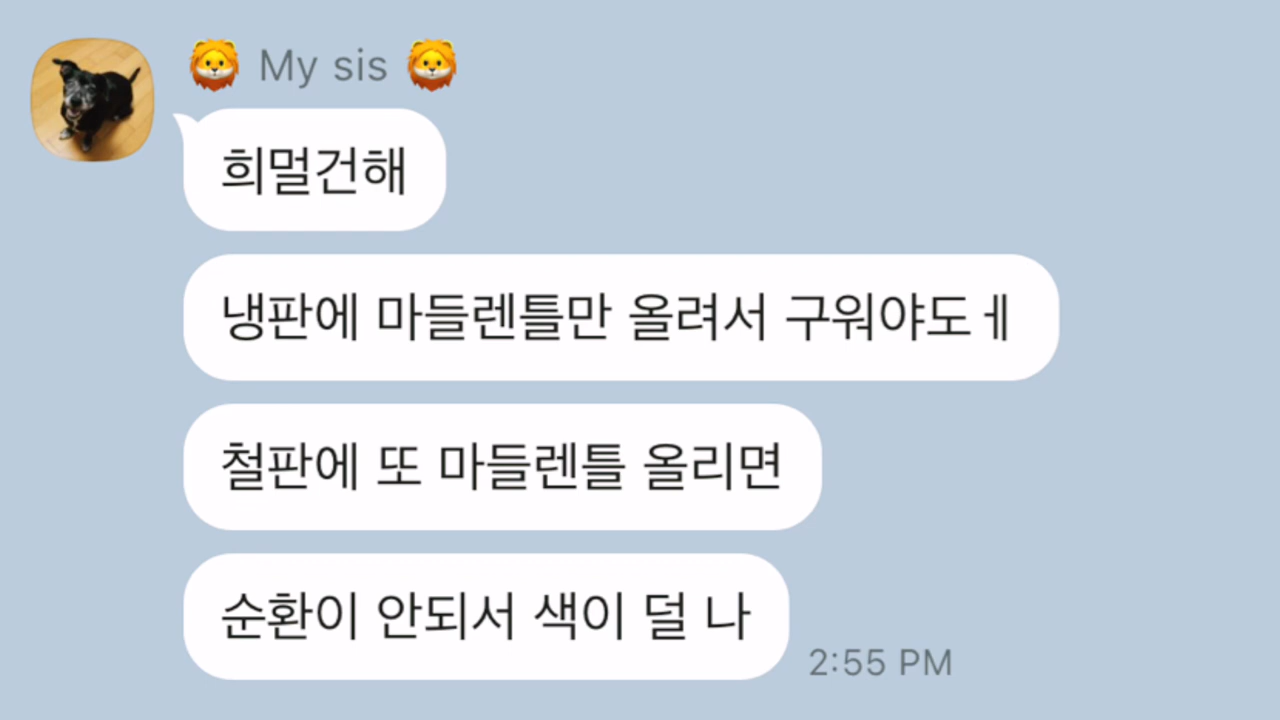 🦁 My sis 🦁
희멀건해
냉판에 마들렌틀만 올려서 구워야도ㅔ
철판에 또 마들렌틀 올리면
순환이 안되서 색이 덜 나
2:55 PM